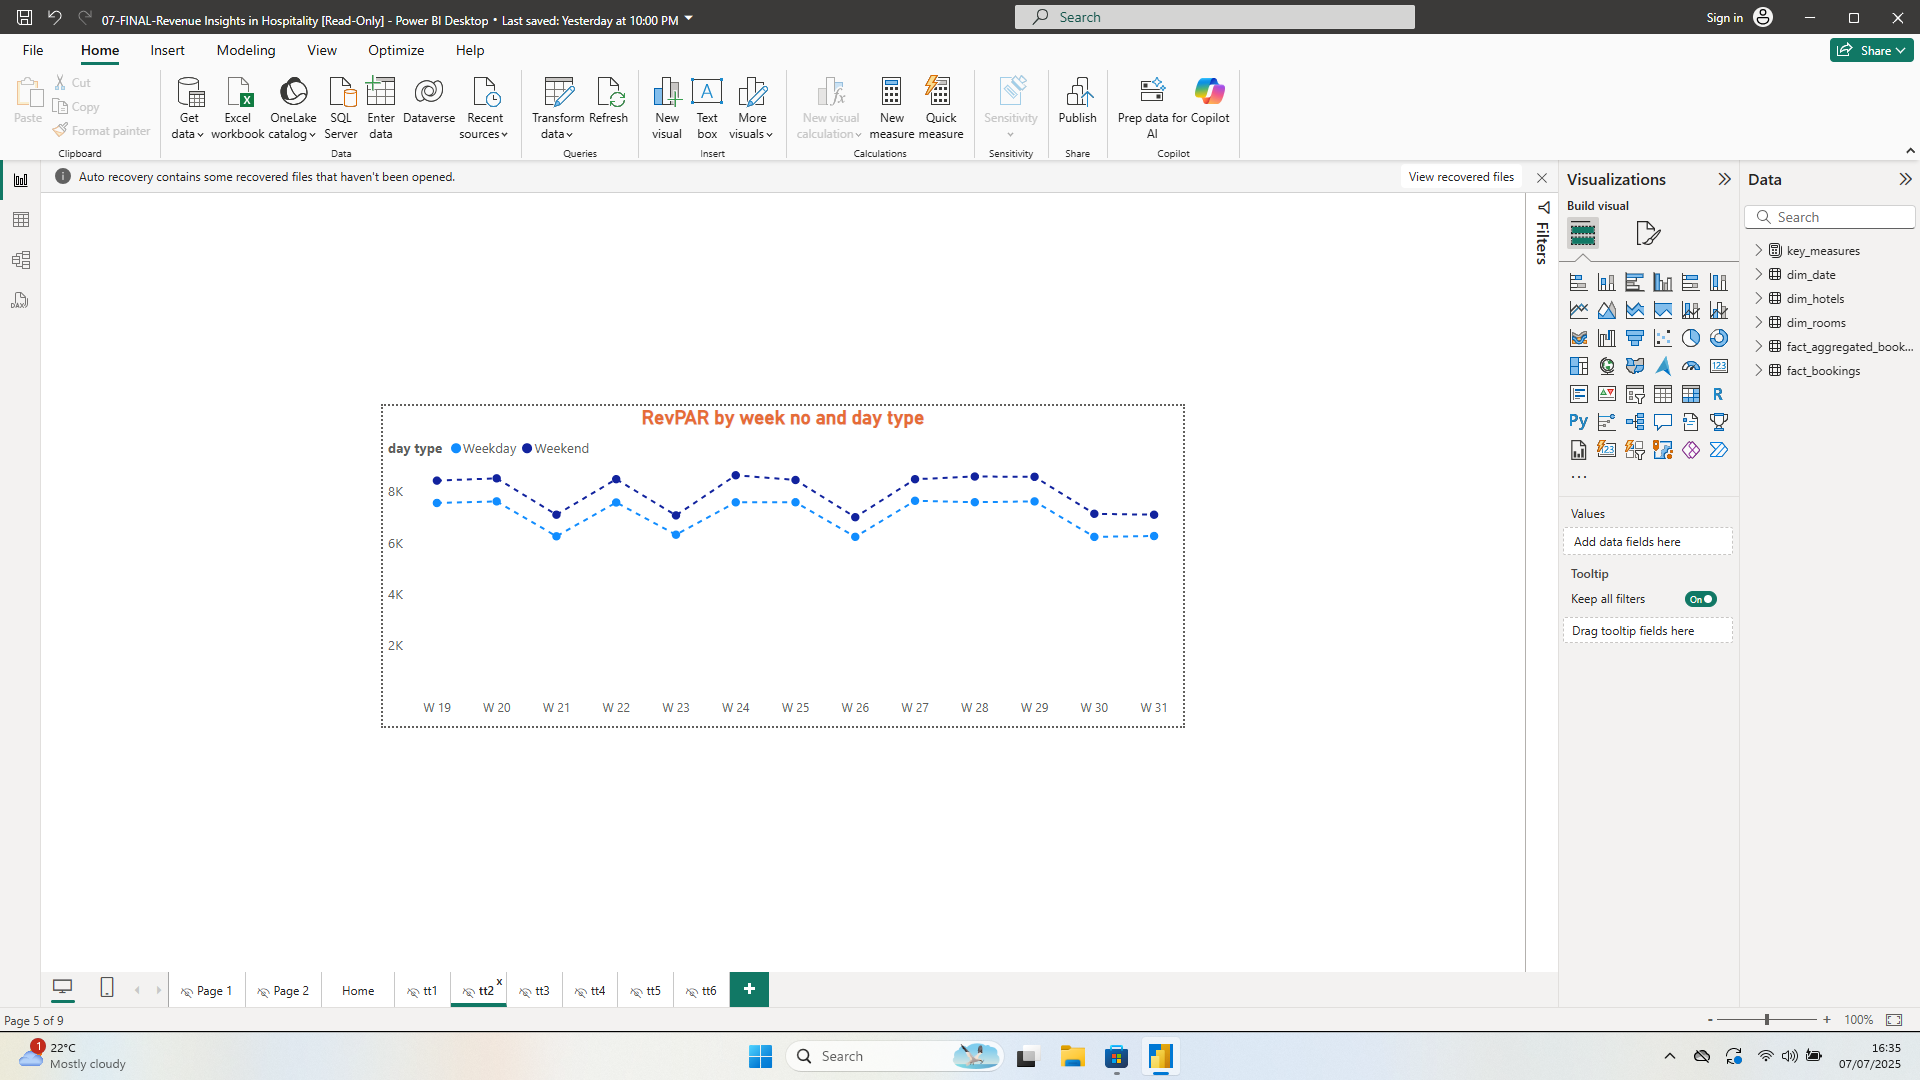 07-FINAL-Revenue Insights in Hospitality [Read-Only] - Power BI Desktop • Last saved: Yesterday at 10:00 PM
Search
Sign in
File
Home
Insert
Modeling
View
Optimize
Help
Share
Paste
Cut
Copy
Format painter
Clipboard
Get data
Excel workbook
OneLake catalog
SQL Server
Enter data
Dataverse
Recent sources
Data
Transform data
Refresh
Queries
New visual
Text box
More visuals
Insert
New visual calculation
New measure
Quick measure
Calculations
Sensitivity
Sensitivity
Publish
Share
Prep data for AI
Copilot
Copilot
Auto recovery contains some recovered files that haven't been opened.
View recovered files
Filters
RevPAR by week no and day type
day type Weekday Weekend
8K
6K
4K
2K
W 19 W 20 W 21 W 22 W 23 W 24 W 25 W 26 W 27 W 28 W 29 W 30 W 31
Visualizations
Build visual
R
Py
123
...
Values
Add data fields here
Tooltip
Keep all filters
On
Drag tooltip fields here
Data
Search
key_measures
dim_date
dim_hotels
dim_rooms
fact_aggregated_book...
fact_bookings
Page 1
Page 2
Home
tt1
tt2
x
tt3
tt4
tt5
tt6
+
Page 5 of 9
- + 100%
1
22°C
Mostly cloudy
Search
16:35
07/07/2025